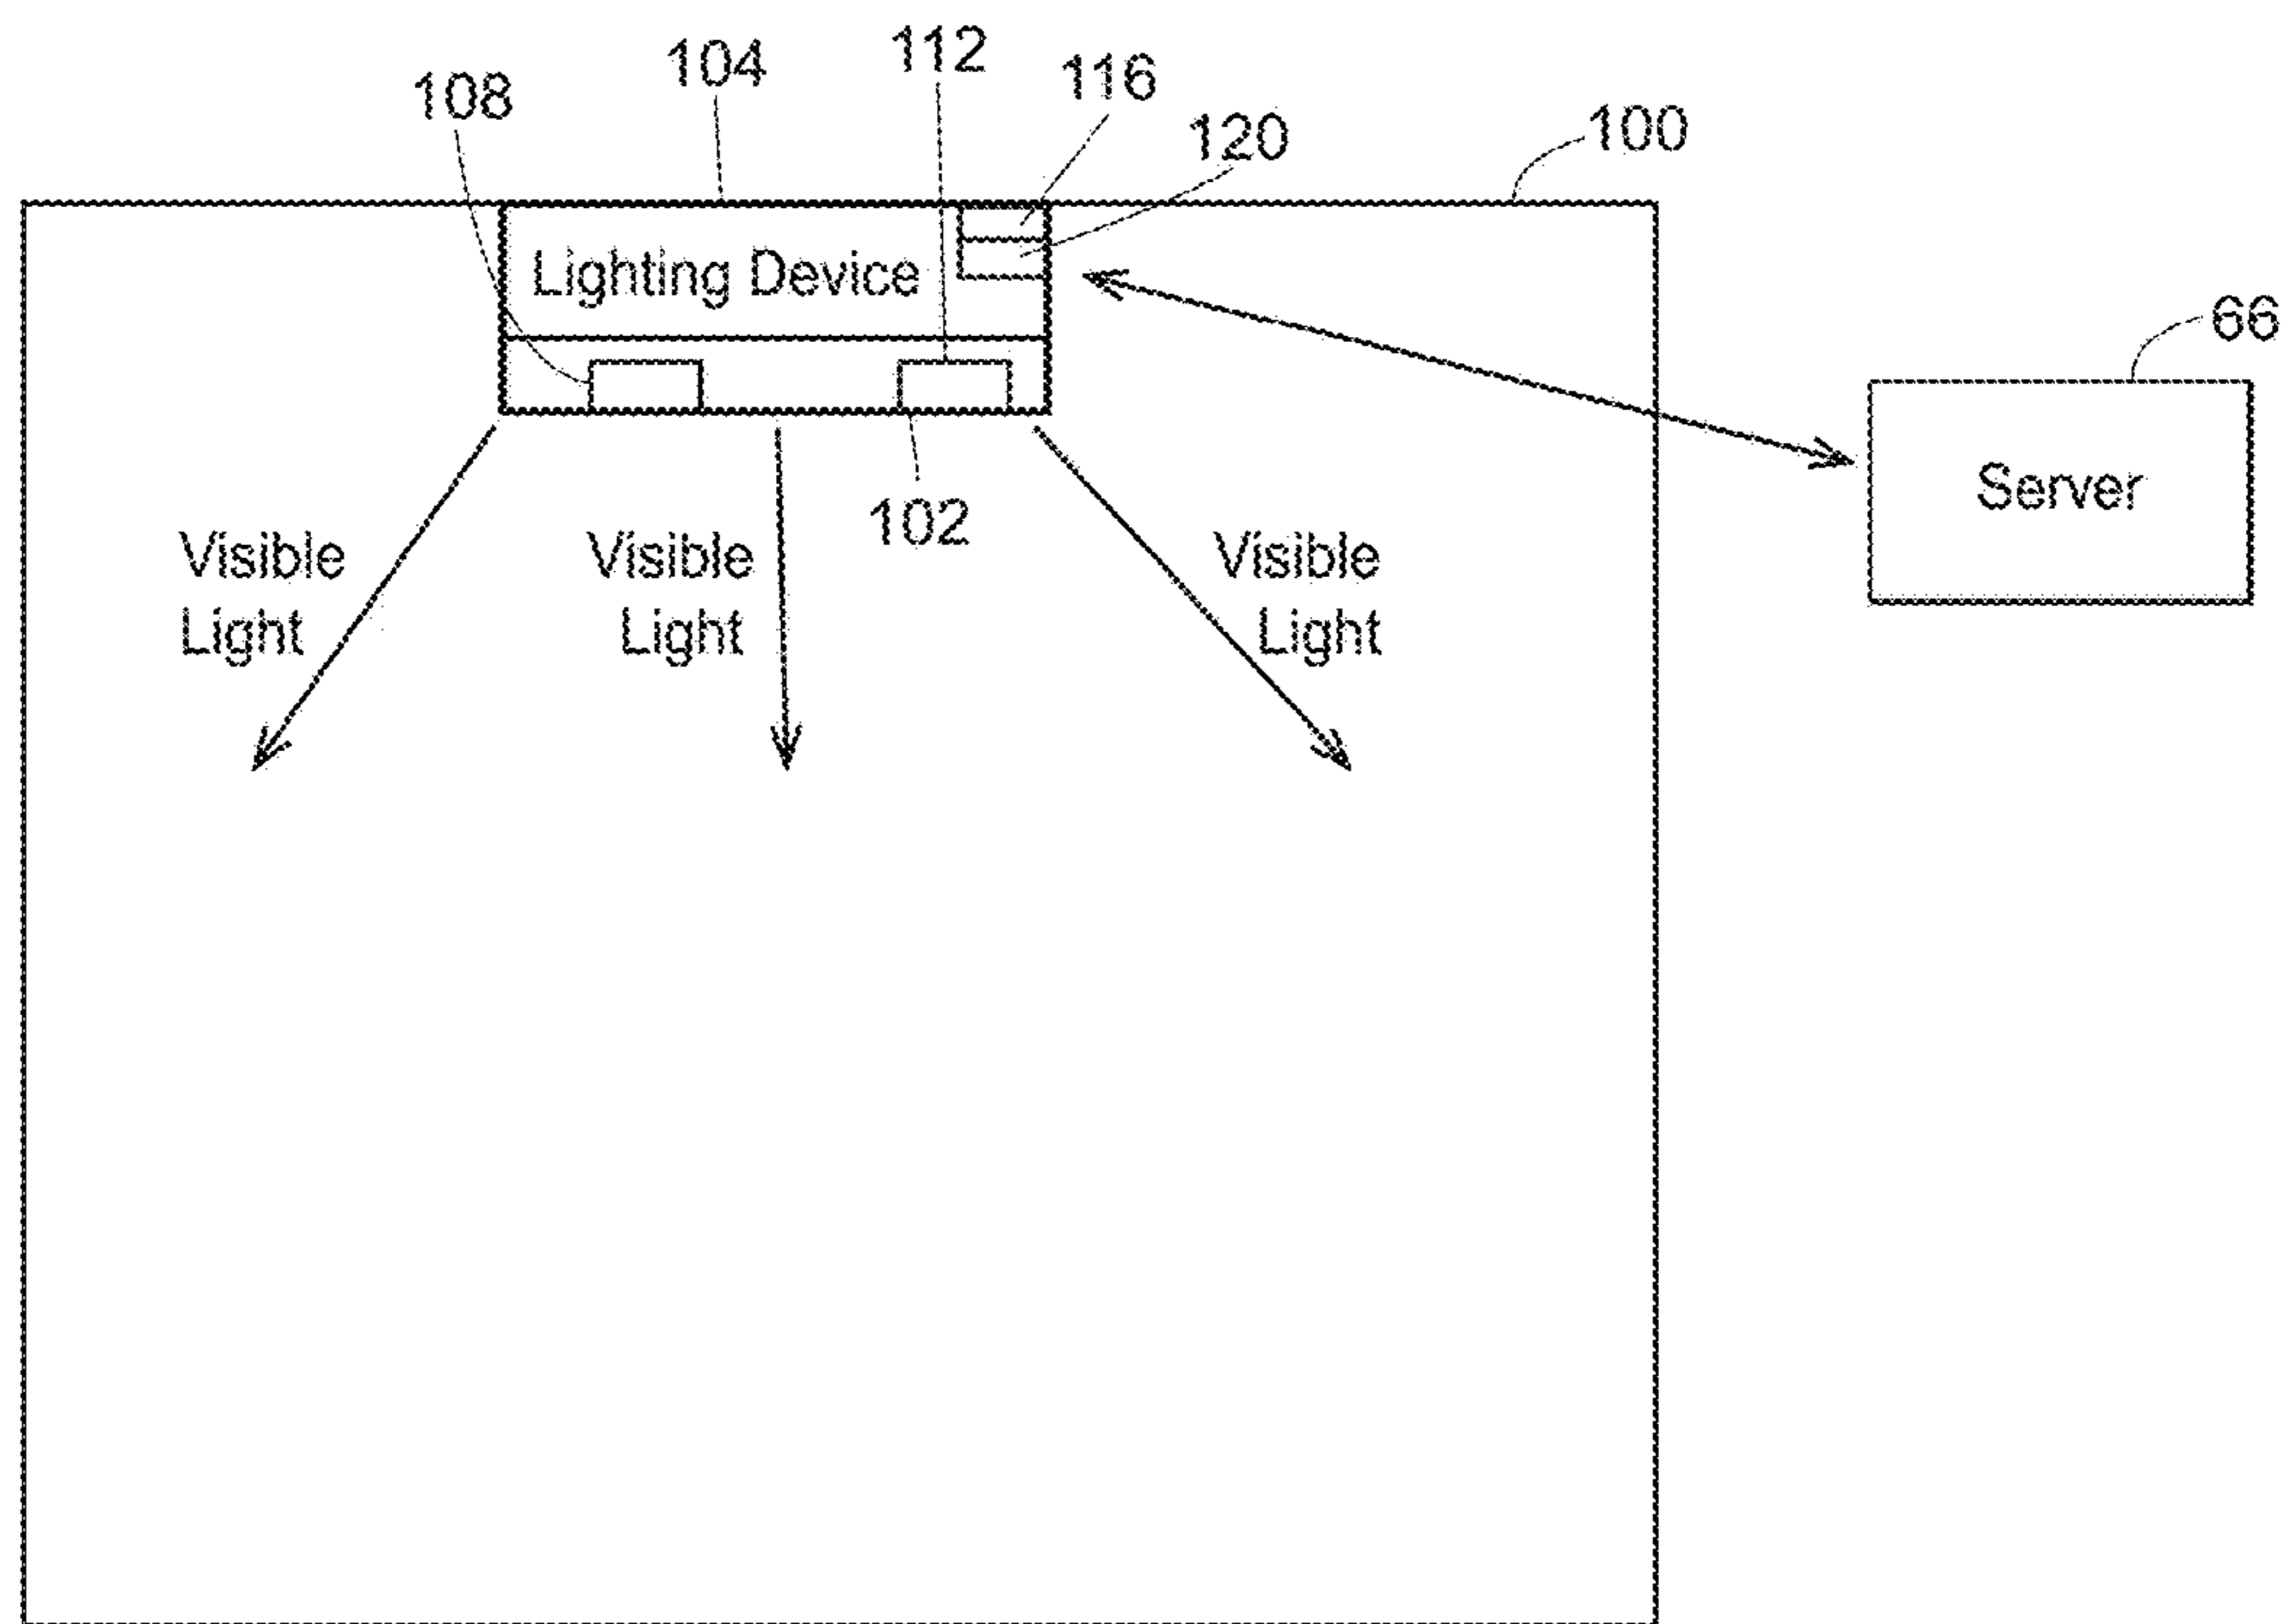 112
104
116
108
120
100
Lighting Device
66
Server
102
Visible
Light
Visible
Light
Visible
Light